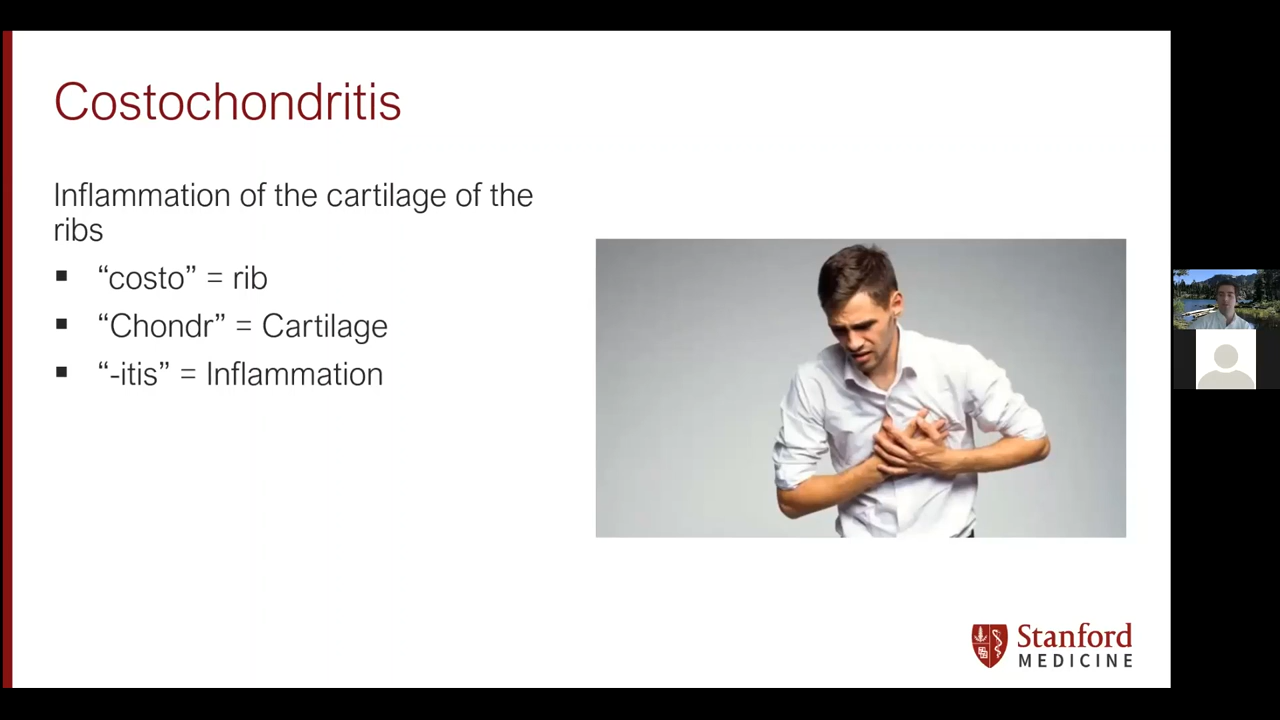 Costochondritis
Inflammation of the cartilage of the
ribs
▪ “costo” = rib
▪ “Chondr” = Cartilage
▪ “-itis” = Inflammation
Stanford
MEDICINE